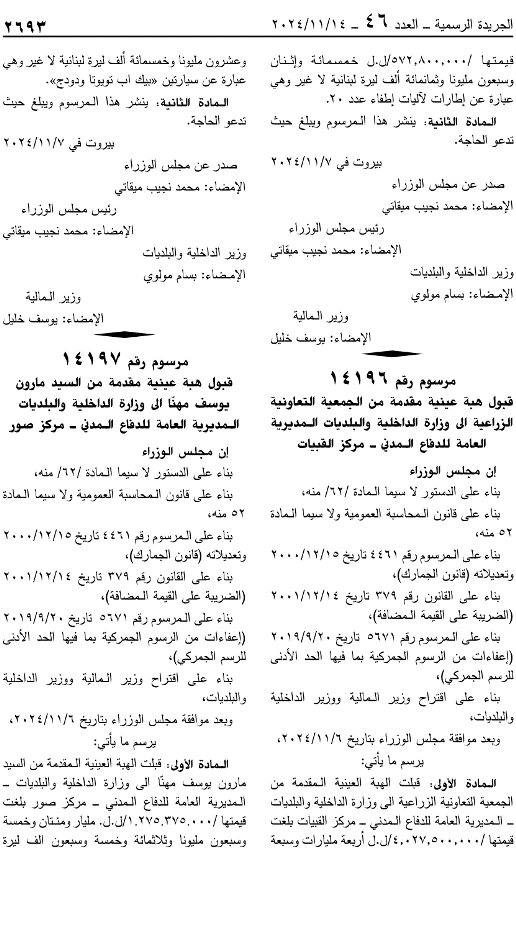 الجريدة الرسمية ـ العدد ٤٦ ـ ٢٠٢٤/١١/١٤
٢٦٩٣
قيمتها /٥٧٢,٨٠٠,٠٠٠/ل.ل خمسمائة وإثنان
وسبعون مليونا وثمانمائة ألف ليرة لبنانية لا غير وهي
عبارة عن إطارات لآليات إطفاء عدد ٢٠.
المادة الثانية: ينشر هذا المرسوم ويبلغ حيث
تدعو الحاجة.
بيروت في ٢٠٢٤/١١/٧
صدر عن مجلس الوزراء
الإمضاء: محمد نجيب ميقاتي
رئيس مجلس الوزراء
الإمضاء: محمد نجيب ميقاتي
وزير الداخلية والبلديات
الإمضاء: بسام مولوي
وزير المالية
الإمضاء: يوسف خليل
مرسوم رقم ١٤١٩٦
قبول هبة عينية مقدمة من الجمعية التعاونية
الزراعية الى وزارة الداخلية والبلديات المديرية
العامة للدفاع المدني ـ مركز القبيات
إن مجلس الوزراء
بناء على الدستور لا سيما المادة /٦٢/ منه،
بناء على قانون المحاسبة العمومية ولا سيما المادة
٥٢ منه،
بناء على المرسوم رقم ٤٤٦١ تاريخ ٢٠٠٠/١٢/١٥
وتعديلاته (قانون الجمارك)،
بناء على القانون رقم ٣٧٩ تاريخ ٢٠٠١/١٢/١٤
(الضريبة على القيمة المضافة)،
بناء على المرسوم رقم ٥٦٧١ تاريخ ٢٠١٩/٩/٢٠
(إعفاءات من الرسوم الجمركية بما فيها الحد الأدنى
للرسم الجمركي)،
بناء على اقتراح وزير المالية ووزير الداخلية
والبلديات،
وبعد موافقة مجلس الوزراء بتاريخ ٢٠٢٤/١١/٦،
يرسم ما يأتي:
المادة الأولى: قبلت الهبة العينية المقدمة من
الجمعية التعاونية الزراعية الى وزارة الداخلية والبلديات
ـ المديرية العامة للدفاع المدني ـ مركز القبيات بلغت
قيمتها /٤,٠٢٧,٥٠٠,٠٠٠/ل.ل أربعة مليارات وسبعة
وعشرون مليونا وخمسمائة ألف ليرة لبنانية لا غير وهي
عبارة عن سيارتين «بيك اب تويوتا ودودج».
المادة الثانية: ينشر هذا المرسوم ويبلغ حيث
تدعو الحاجة.
بيروت في ٢٠٢٤/١١/٧
صدر عن مجلس الوزراء
الإمضاء: محمد نجيب ميقاتي
رئيس مجلس الوزراء
الإمضاء: محمد نجيب ميقاتي
وزير الداخلية والبلديات
الإمضاء: بسام مولوي
وزير المالية
الإمضاء: يوسف خليل
مرسوم رقم ١٤١٩٧
قبول هبة عينية مقدمة من السيد مارون
يوسف مهنّا الى وزارة الداخلية والبلديات
المديرية العامة للدفاع المدني ـ مركز صور
إن مجلس الوزراء
بناء على الدستور لا سيما المادة /٦٢/ منه،
بناء على قانون المحاسبة العمومية ولا سيما المادة
٥٢ منه،
بناء على المرسوم رقم ٤٤٦١ تاريخ ٢٠٠٠/١٢/١٥
وتعديلاته (قانون الجمارك)،
بناء على القانون رقم ٣٧٩ تاريخ ٢٠٠١/١٢/١٤
(الضريبة على القيمة المضافة)،
بناء على المرسوم رقم ٥٦٧١ تاريخ ٢٠١٩/٩/٢٠
(إعفاءات من الرسوم الجمركية بما فيها الحد الأدنى
للرسم الجمركي)،
بناء على اقتراح وزير المالية ووزير الداخلية
والبلديات،
وبعد موافقة مجلس الوزراء بتاريخ ٢٠٢٤/١١/٦،
يرسم ما يأتي:
المادة الأولى: قبلت الهبة العينية المقدمة من السيد
مارون يوسف مهنّا الى وزارة الداخلية والبلديات ـ
المديرية العامة للدفاع المدني ـ مركز صور بلغت
قيمتها /١.٢٧٥.٣٧٥.٠٠٠/ل.ل. مليار ومئتان وخمسة
وسبعون مليونا وثلاثمائة وخمسة وسبعون الف ليرة